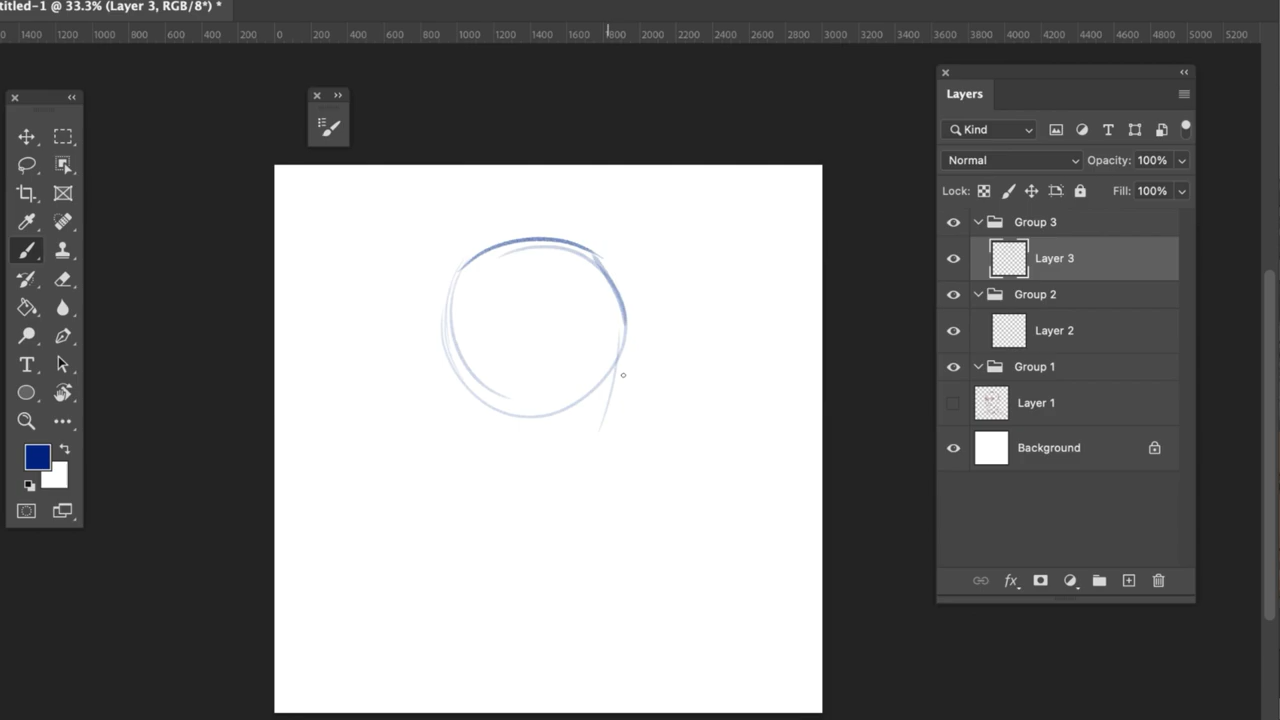 titled-1 @ 33.3% (Layer 3, RGB/8*) *
0 1400 1200 1000 800 600 400 200 0 200 400 600 800 1000 1200 1400 1600 1800 2000 2200 2400 2600 2800 3000 3200 3400 3600 3800 4000 4200 4400 4600 4800 5000 5200
Layers
Kind
Normal Opacity: 100%
Lock: Fill: 100%
Group 3
Layer 3
Group 2
Layer 2
Group 1
Layer 1
Background
fx